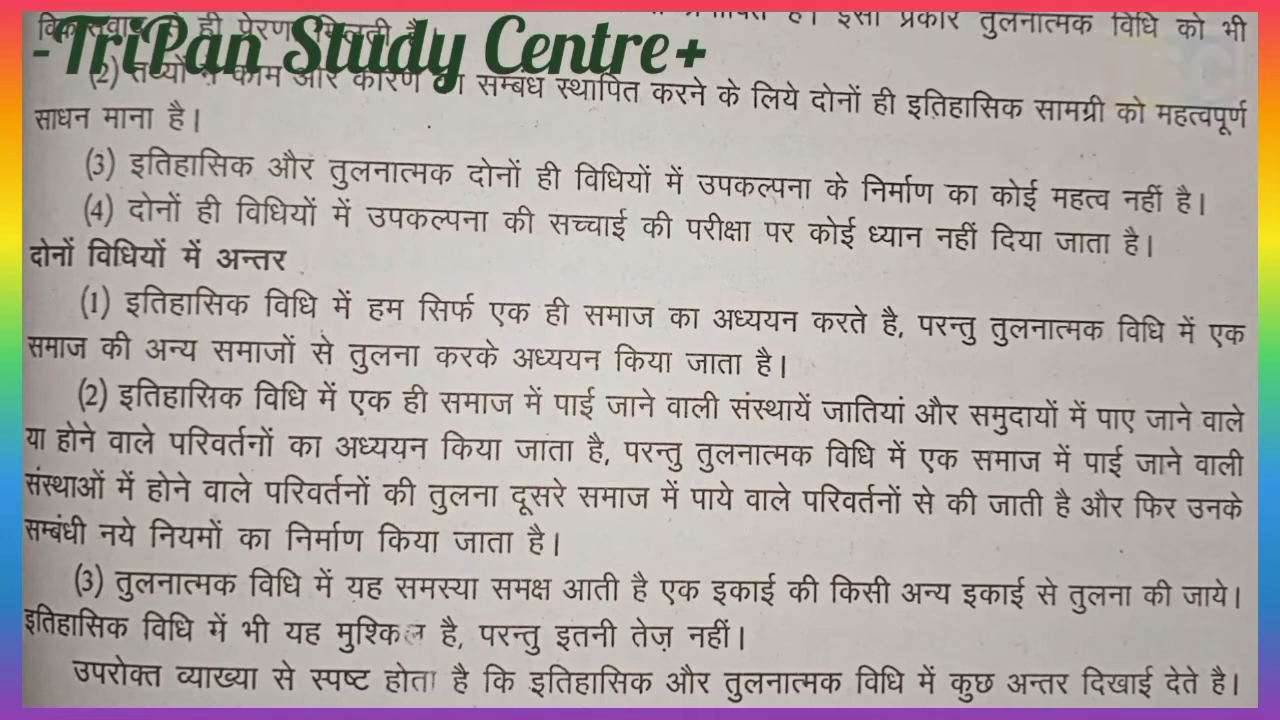 -TriPan Study Centre+
इसी प्रकार तुलनात्मक विधि को भी
से ही प्रेरणा मिलती है।
(2) तथ्यों में काम और कारण का सम्बंध स्थापित करने के लिये दोनों ही इतिहासिक सामग्री को महत्वपूर्ण
साधन माना है।
(3) इतिहासिक और तुलनात्मक दोनों ही विधियों में उपकल्पना के निर्माण का कोई महत्व नहीं है।
(4) दोनों ही विधियों में उपकल्पना की सच्चाई की परीक्षा पर कोई ध्यान नहीं दिया जाता है।
दोनों विधियों में अन्तर
(1) इतिहासिक विधि में हम सिर्फ एक ही समाज का अध्ययन करते है, परन्तु तुलनात्मक विधि में एक
समाज की अन्य समाजों से तुलना करके अध्ययन किया जाता है।
(2) इतिहासिक विधि में एक ही समाज में पाई जाने वाली संस्थायें जातियां और समुदायों में पाए जाने वाले
या होने वाले परिवर्तनों का अध्ययन किया जाता है, परन्तु तुलनात्मक विधि में एक समाज में पाई जाने वाली
संस्थाओं में होने वाले परिवर्तनों की तुलना दूसरे समाज में पाये वाले परिवर्तनों से की जाती है और फिर उनके
सम्बंधी नये नियमों का निर्माण किया जाता है।
(3) तुलनात्मक विधि में यह समस्या समक्ष आती है एक इकाई की किसी अन्य इकाई से तुलना की जाये।
इतिहासिक विधि में भी यह मुश्किल है, परन्तु इतनी तेज़ नहीं।
उपरोक्त व्याख्या से स्पष्ट होता है कि इतिहासिक और तुलनात्मक विधि में कुछ अन्तर दिखाई देते है।